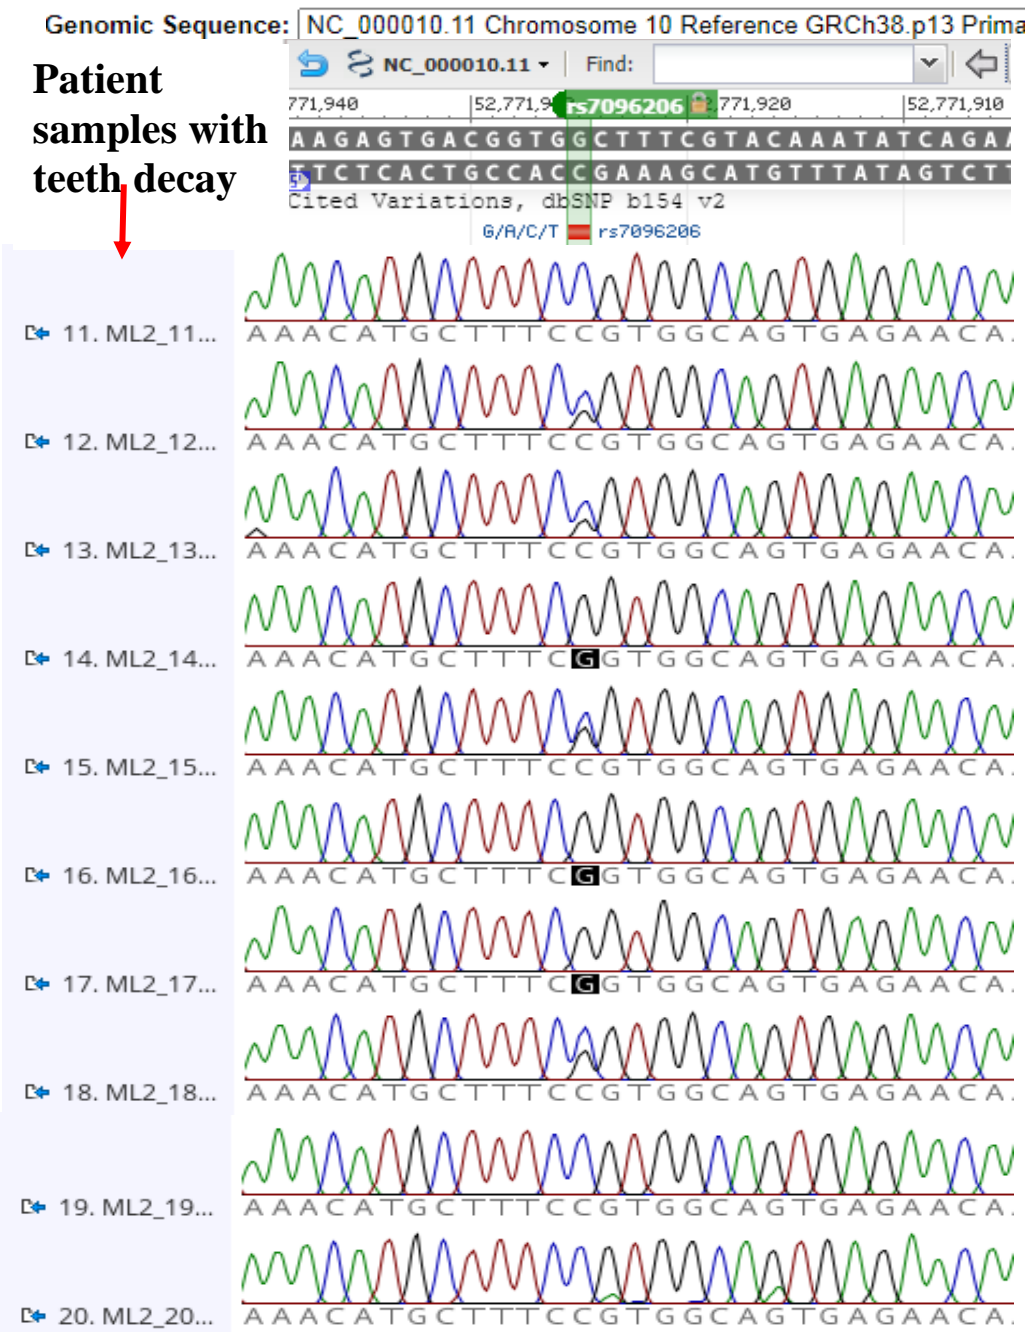 Genomic Sequence: NC_000010.11 Chromosome 10 Reference GRCh38.p13 Prima
Patient
samples with
teeth decay
NC_000010.11 Find:
771,940 52,771,9 rs7096206 771,920 52,771,910
AAGAGTGACGGTGGCTTTCGTACAAATATCAGAA
5' TTCTCACTGCCACCGAAAGCATGTTTATAGTCTT
Cited Variations, dbSNP b154 v2
G/A/C/T rs7096206
11. ML2_11... AAACATGCTTTCCGTGGCAGTGAGAACA.
12. ML2_12... AAACATGCTTTCCGTGGCAGTGAGAACA.
13. ML2_13... AAACATGCTTTCCGTGGCAGTGAGAACA.
14. ML2_14... AAACATGCTTTCGGTGGCAGTGAGAACA.
15. ML2_15... AAACATGCTTTCCGTGGCAGTGAGAACA.
16. ML2_16... AAACATGCTTTCGGTGGCAGTGAGAACA.
17. ML2_17... AAACATGCTTTCGGTGGCAGTGAGAACA.
18. ML2_18... AAACATGCTTTCCGTGGCAGTGAGAACA.
19. ML2_19... AAACATGCTTTCCGTGGCAGTGAGAACA.
20. ML2_20... AAACATGCTTTCCGTGGCAGTGAGAACA.